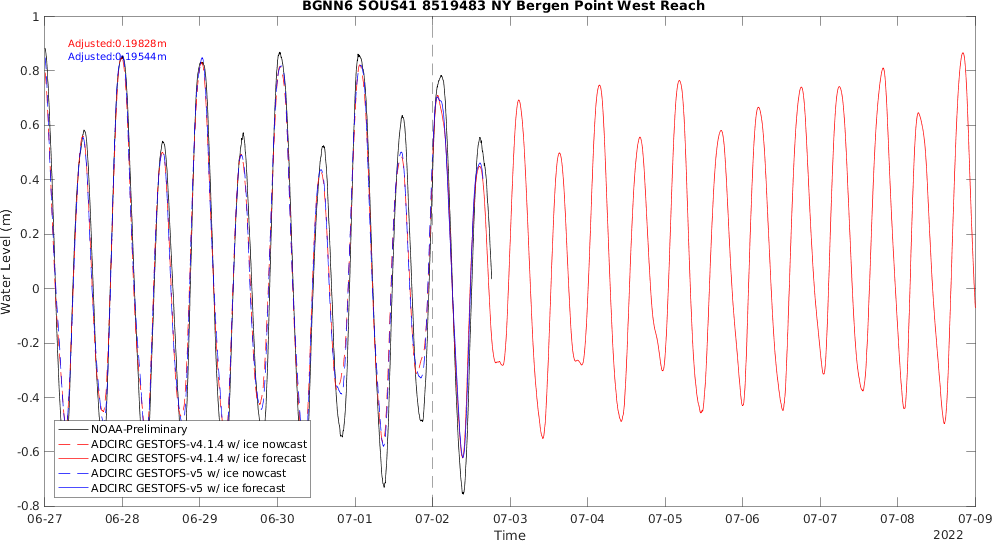 BGNN6 SOUS41 8519483 NY Bergen Point West Reach
Adjusted:0.19828m
Adjusted:0.19544m
Water Level (m)
1
0.8
0.6
0.4
0.2
0
-0.2
-0.4
-0.6
-0.8
NOAA-Preliminary
ADCIRC GESTOFS-v4.1.4 w/ ice nowcast
ADCIRC GESTOFS-v4.1.4 w/ ice forecast
ADCIRC GESTOFS-v5 w/ ice nowcast
ADCIRC GESTOFS-v5 w/ ice forecast
06-27 06-28 06-29 06-30 07-01 07-02 07-03 07-04 07-05 07-06 07-07 07-08 07-09
Time
2022